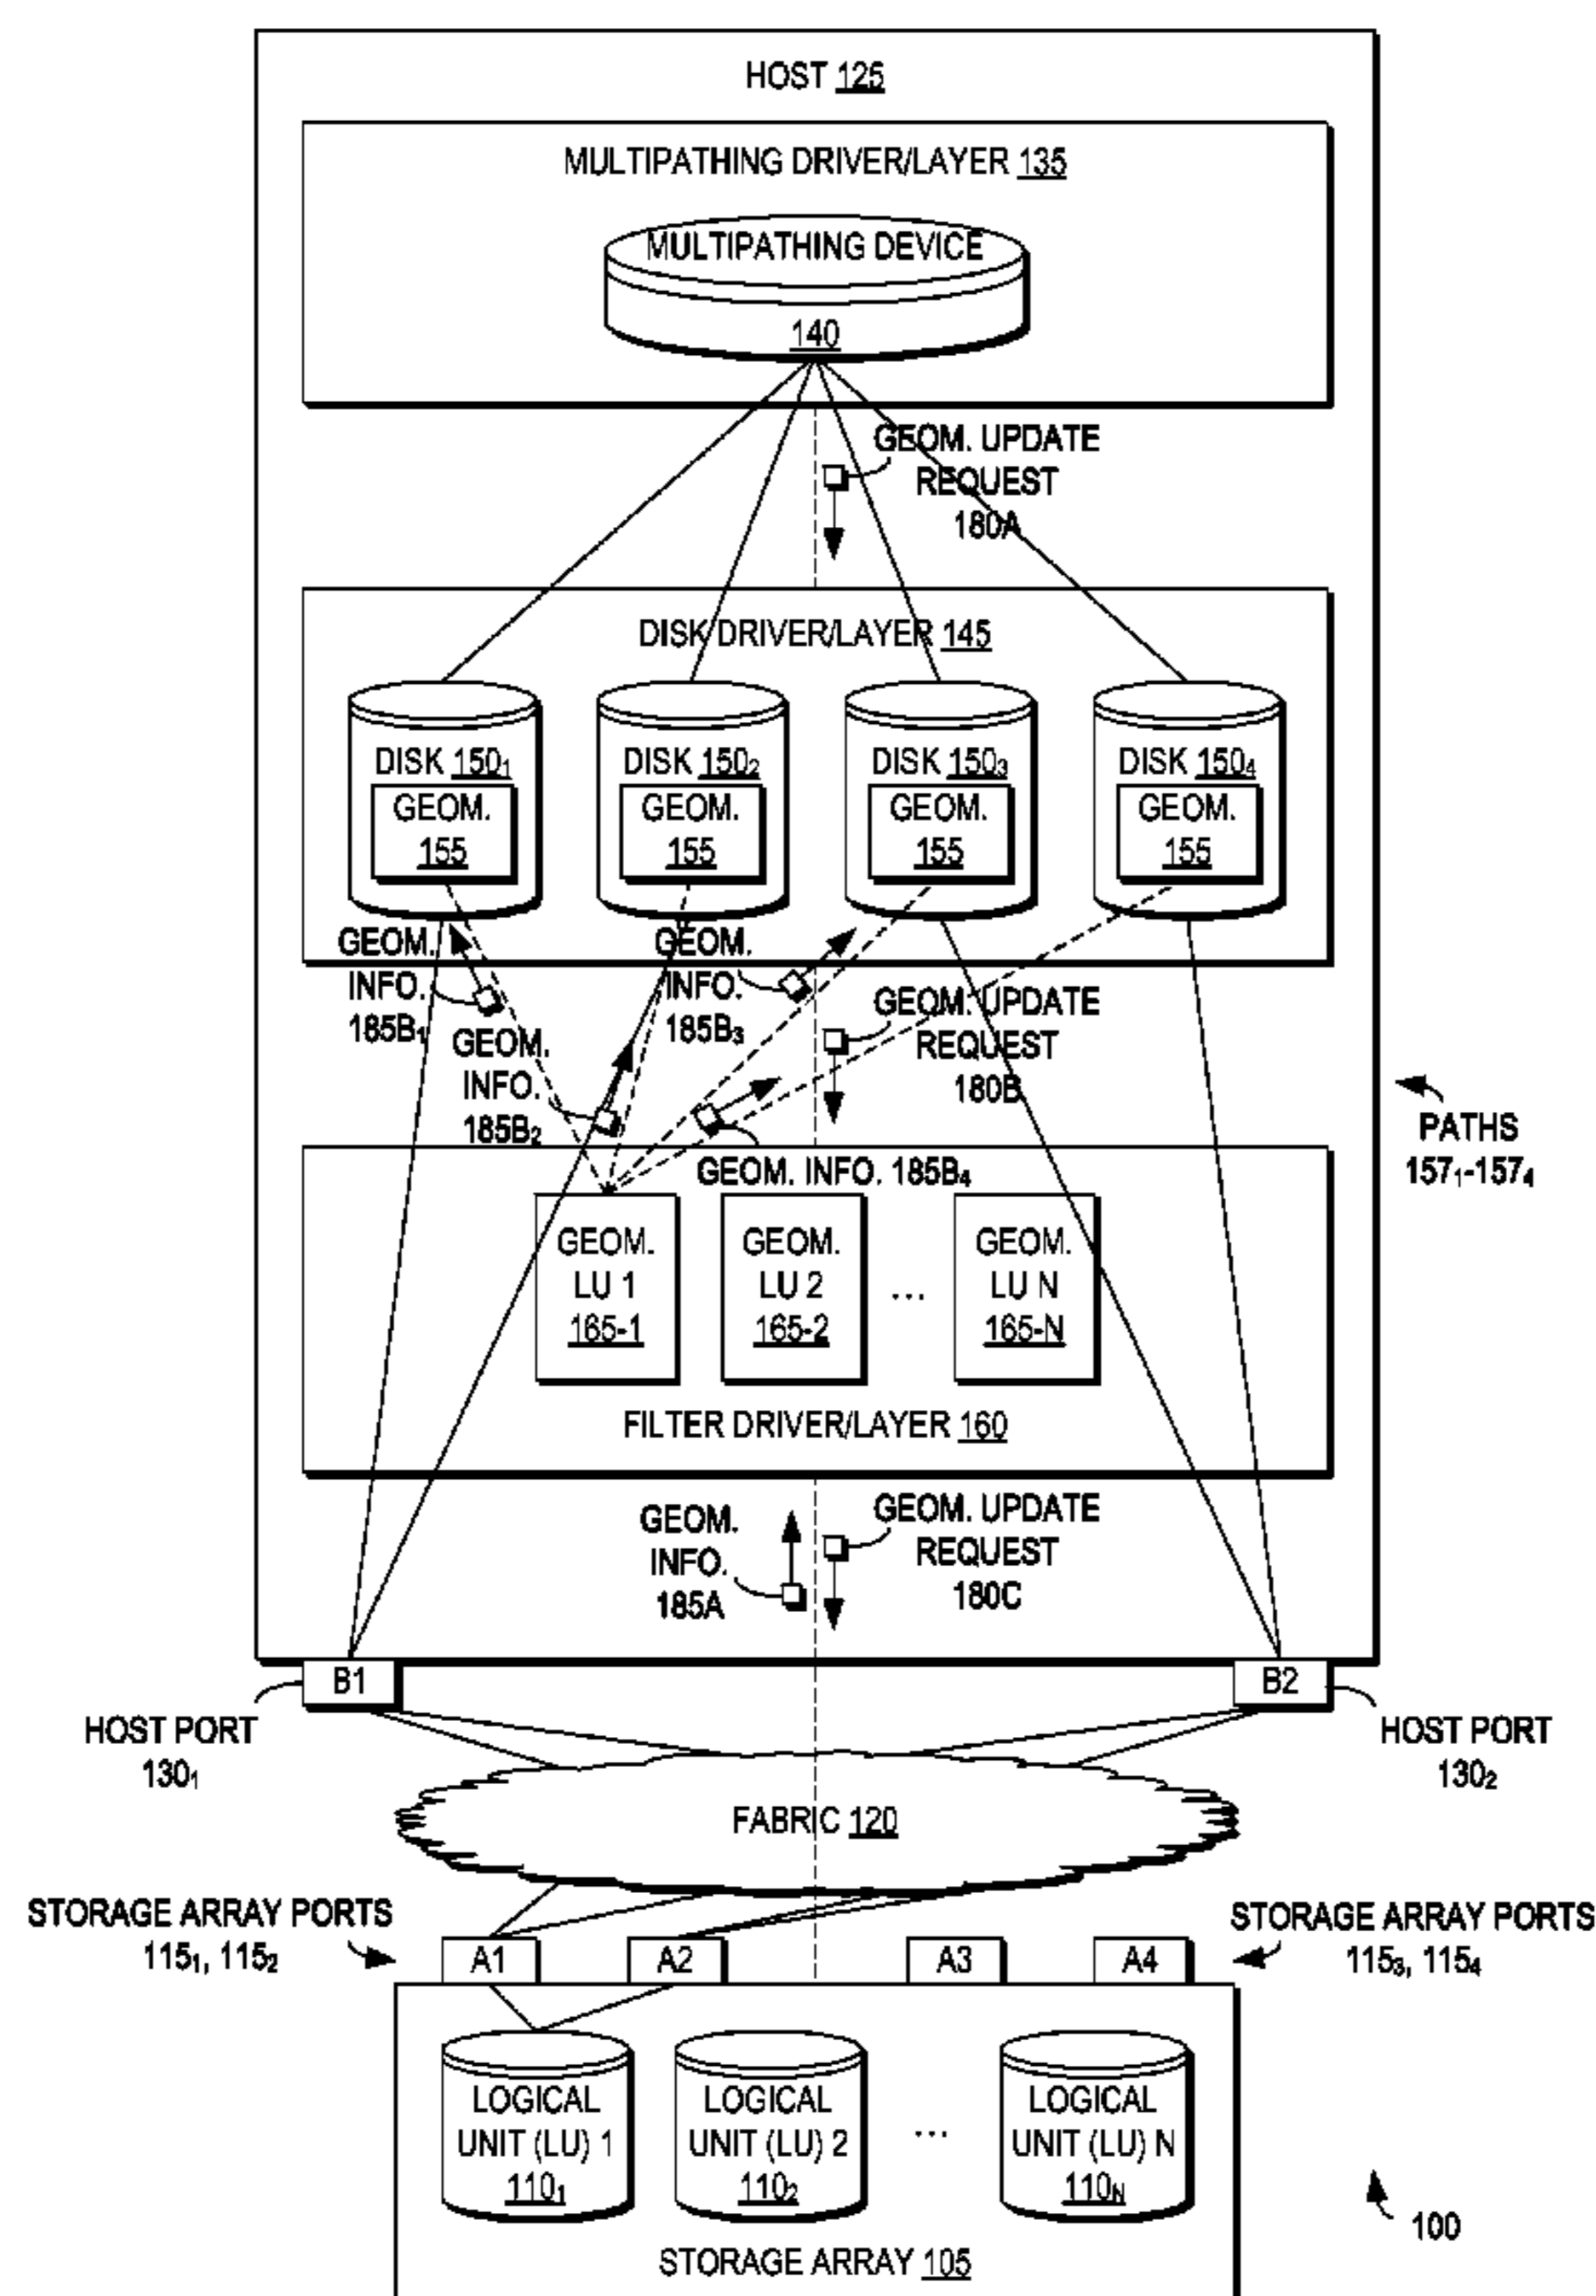 HOST 125
MULTIPATHING DRIVER/LAYER 135
MULTIPATHING DEVICE
140
GEOM. UPDATE
REQUEST
180A
DISK DRIVER/LAYER 145
DISK 150₁
GEOM.
155
DISK 150₂
GEOM.
155
DISK 150₃
GEOM.
155
DISK 150₄
GEOM.
155
GEOM.
INFO.
185B₁
GEOM.
INFO.
185B₂
GEOM.
INFO.
185B₃
GEOM. UPDATE
REQUEST
180B
GEOM. INFO. 185B₄
PATHS
157₁-157₄
GEOM.
LU 1
165-1
GEOM.
LU 2
165-2
...
GEOM.
LU N
165-N
FILTER DRIVER/LAYER 160
GEOM.
INFO.
185A
GEOM. UPDATE
REQUEST
180C
B1
B2
HOST PORT
130₁
HOST PORT
130₂
FABRIC 120
STORAGE ARRAY PORTS
115₁, 115₂
STORAGE ARRAY PORTS
115₃, 115₄
A1
A2
A3
A4
LOGICAL
UNIT (LU) 1
110₁
LOGICAL
UNIT (LU) 2
110₂
...
LOGICAL
UNIT (LU) N
110ₙ
100
STORAGE ARRAY 105